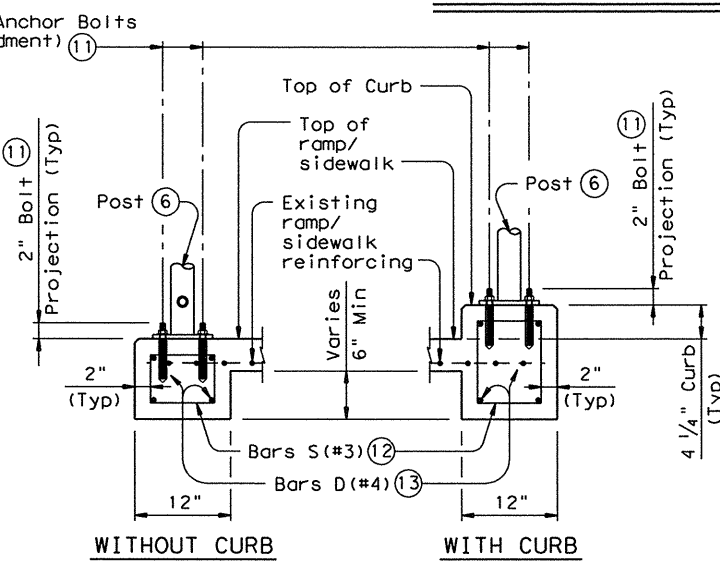 Anchor Bolts
dment) 11
Top of Curb
Top of
ramp/
sidewalk
11
2" Bolt (Typ)
Projection (Typ)
11
2" Bolt
Projection (Typ)
Post 6
Post 6
Existing
ramp/
sidewalk
reinforcing
Varies
6" Min
2"
(Typ)
2"
(Typ)
4 1/4" Curb
(Typ)
Bars S(#3) 12
Bars D(#4) 13
12"
12"
WITHOUT CURB
WITH CURB